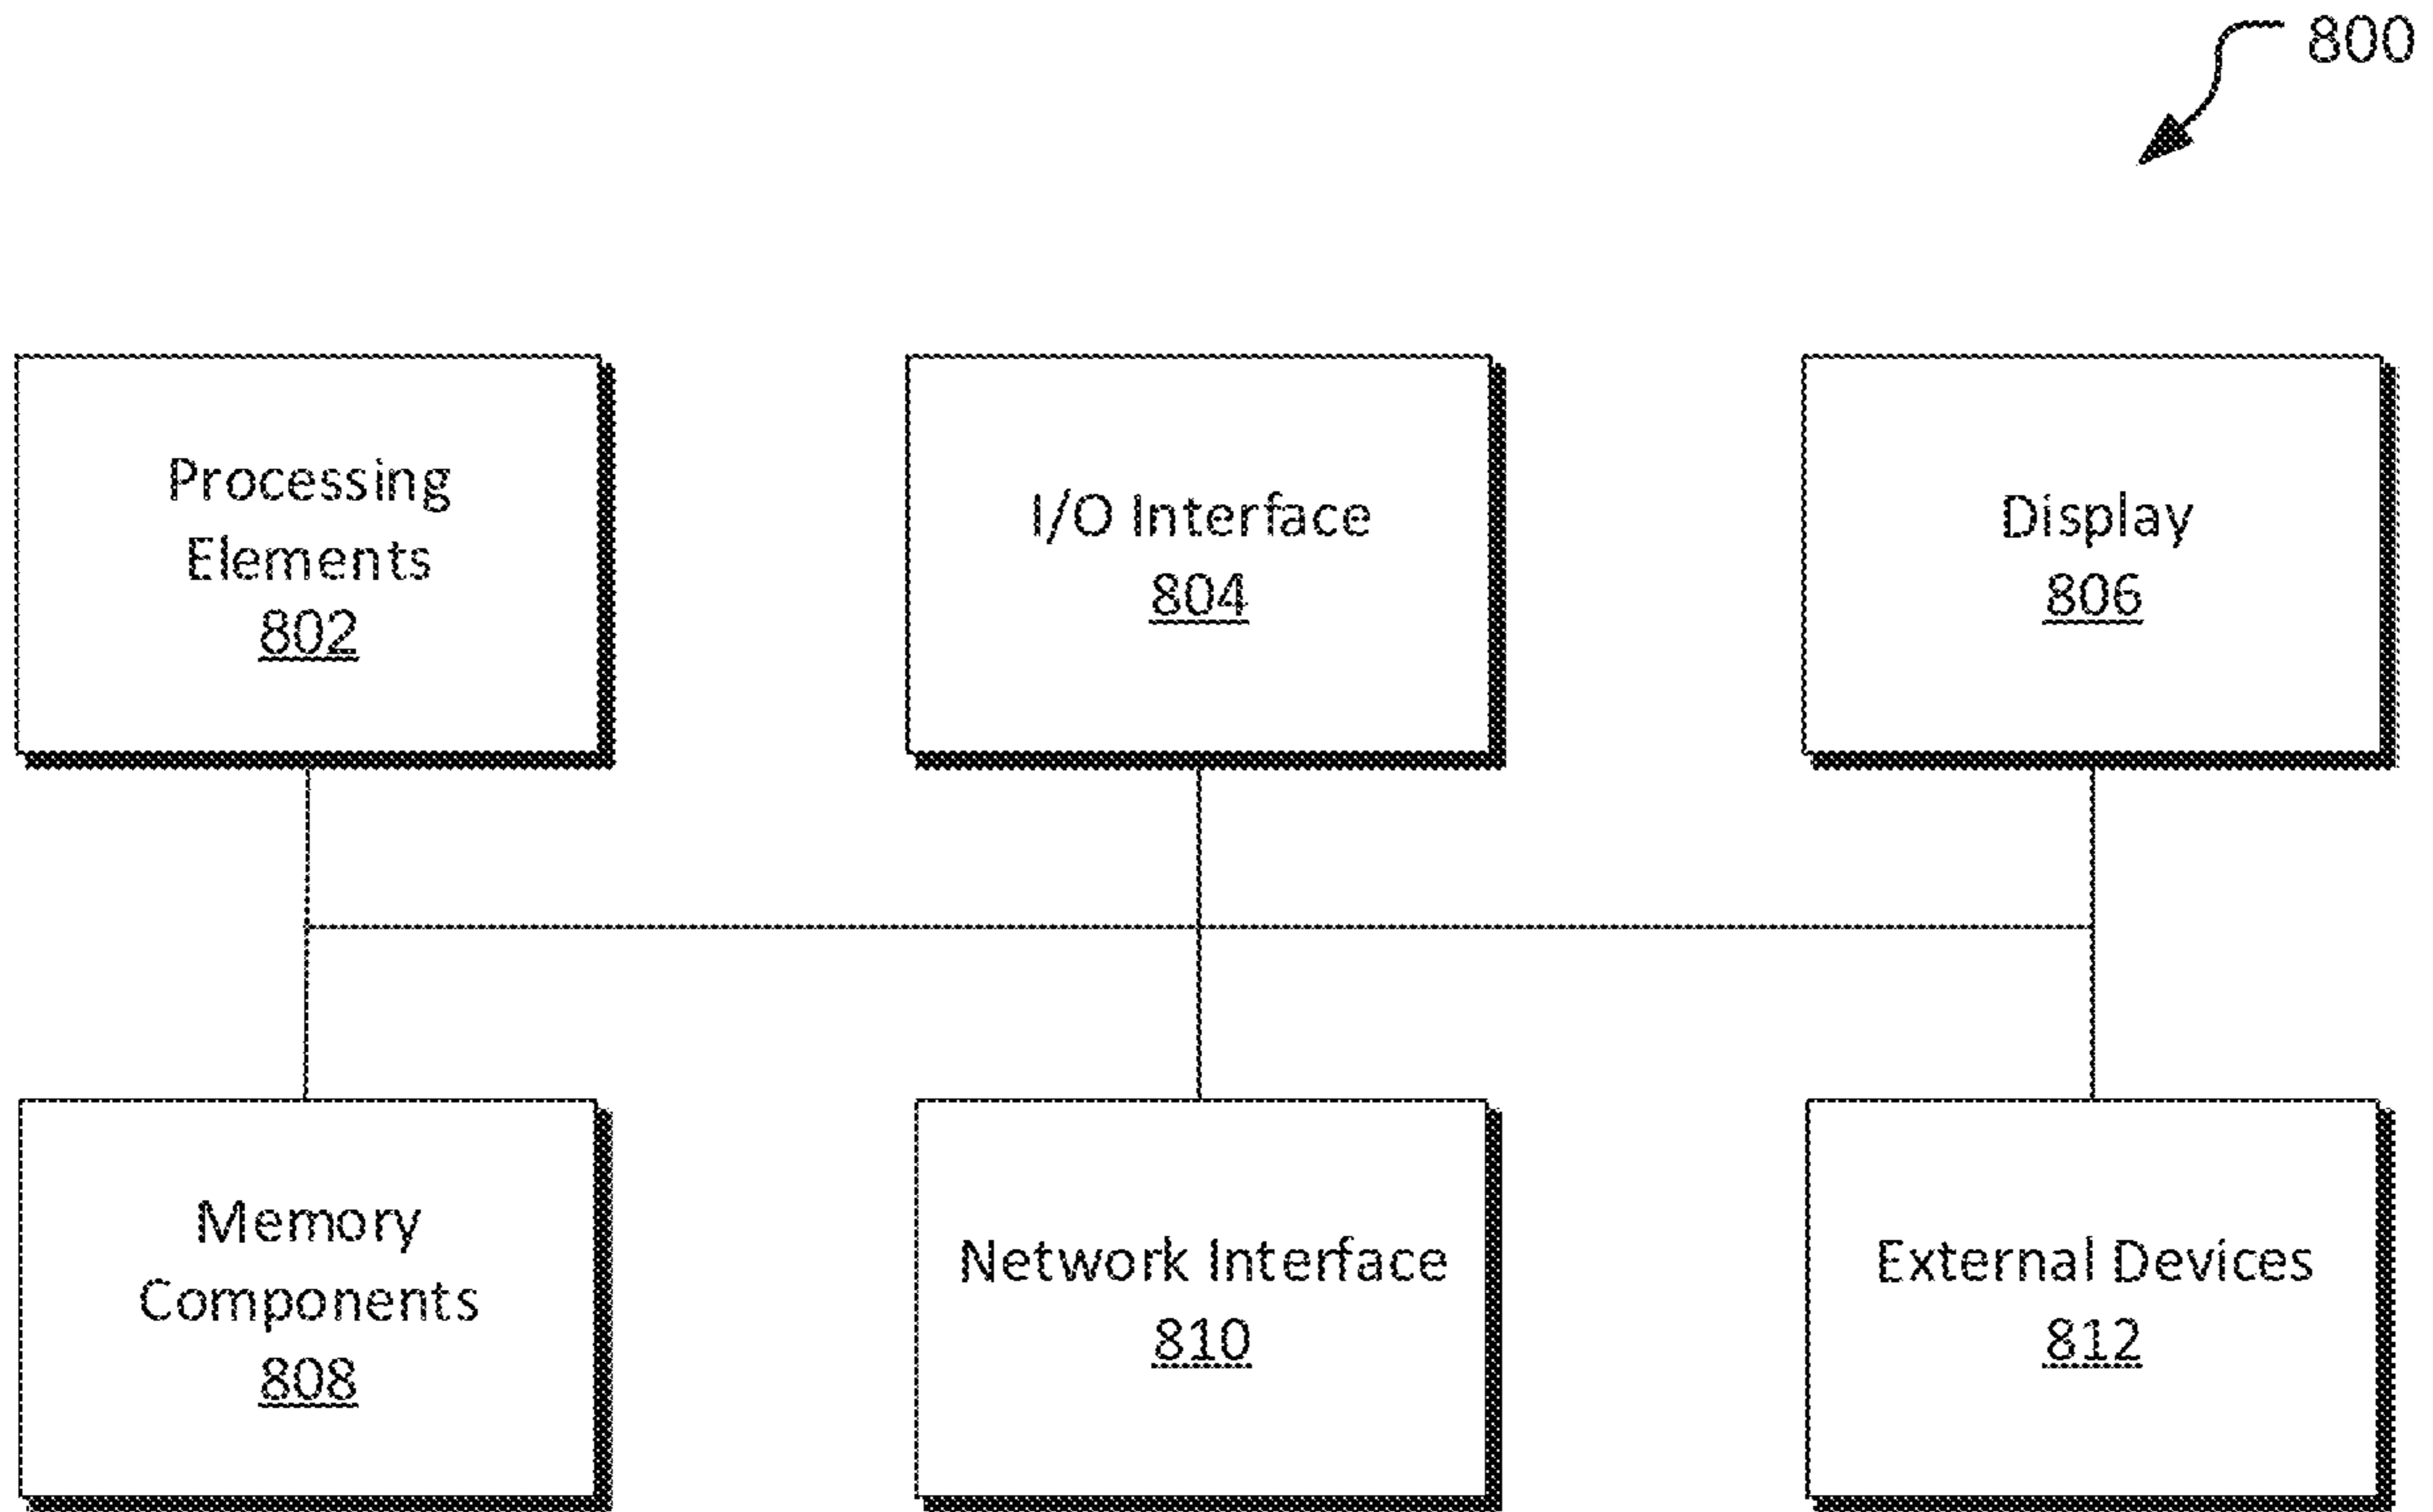 800
Processing
Elements
802
I/O Interface
804
Display
806
Memory
Components
808
Network Interface
810
External Devices
812